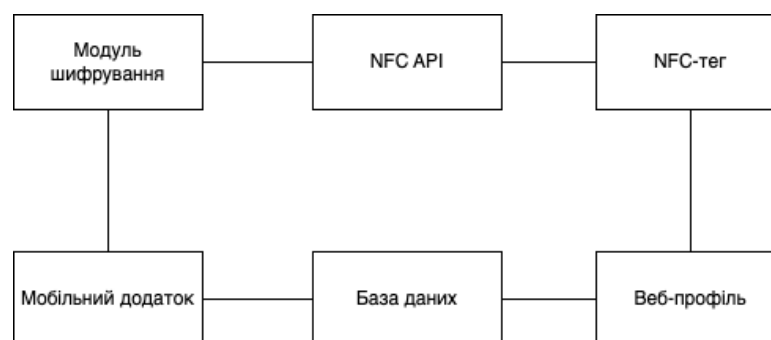 Модуль
шифрування
NFC API
NFC-тег
Мобільний додаток
База даних
Веб-профіль